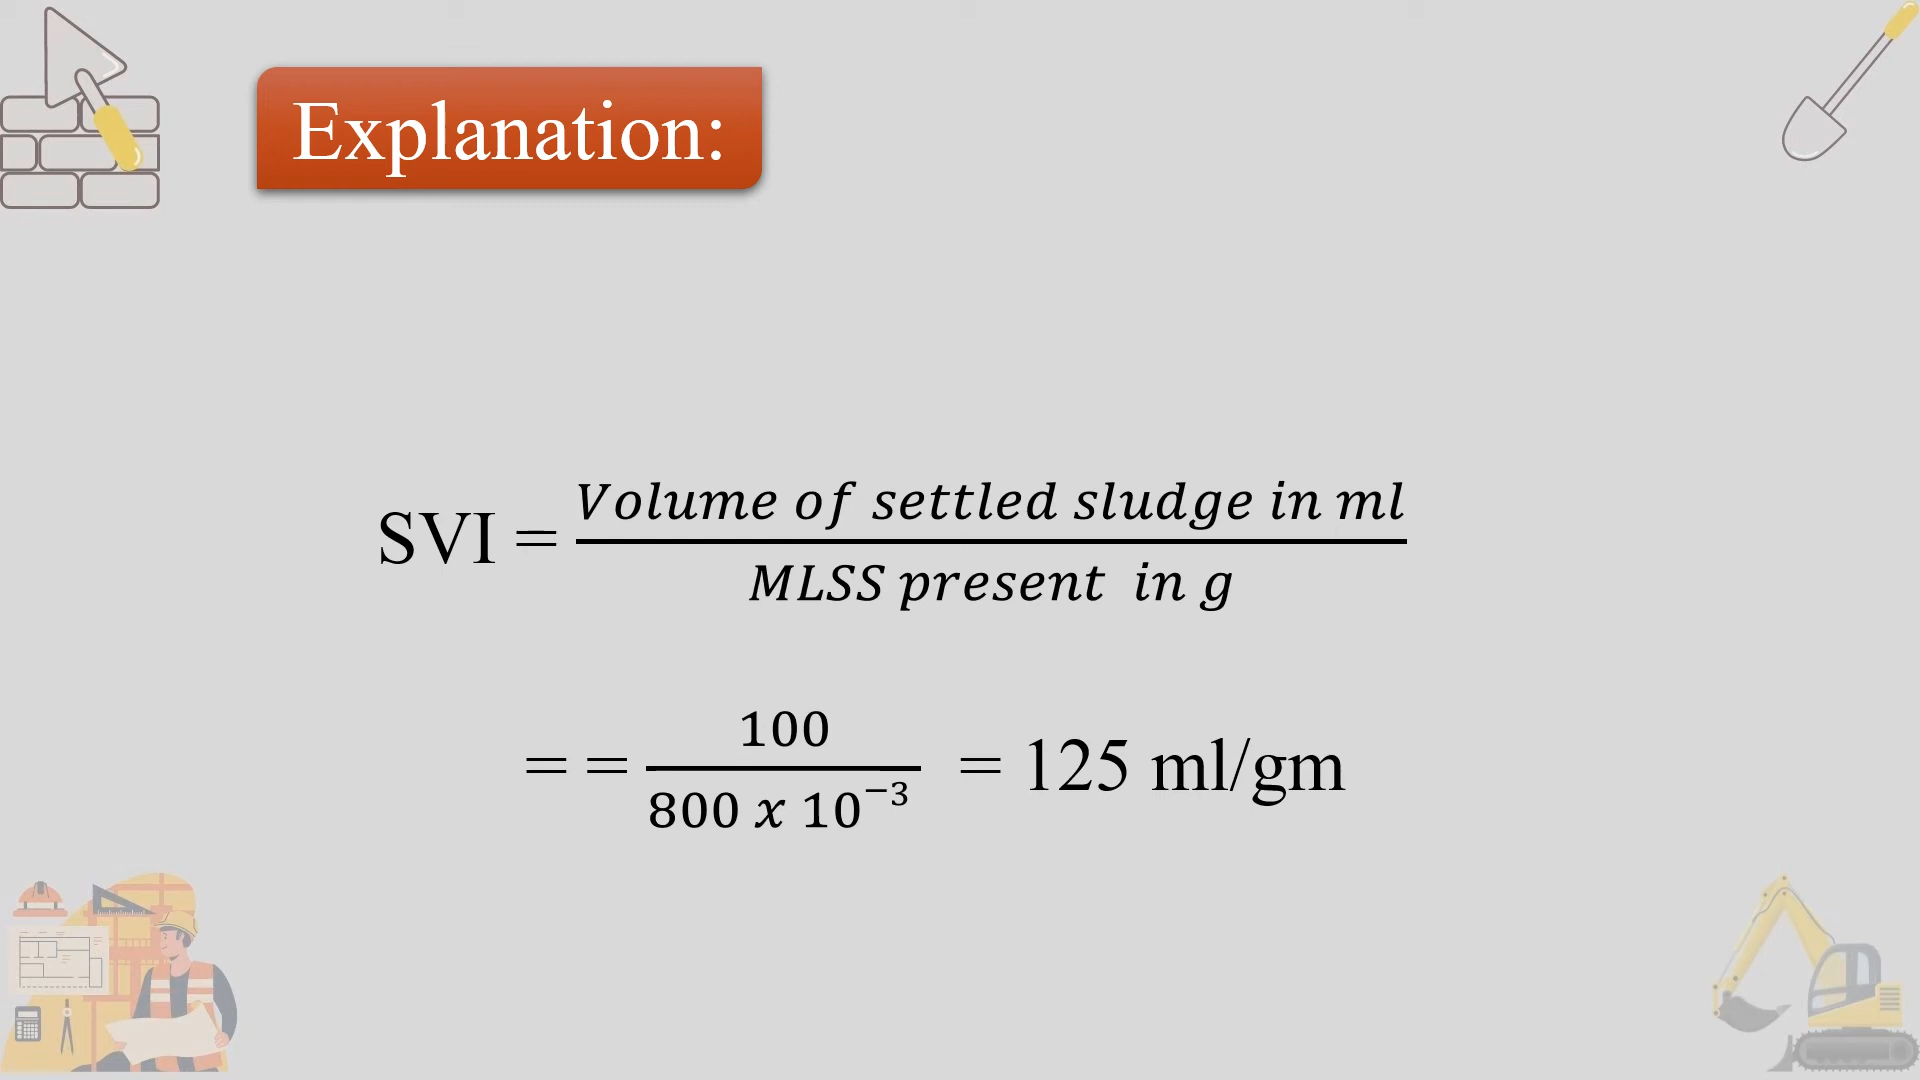 Explanation:
SVI = Volume of settled sludge in ml / MLSS present in g
= = 100 / 800 x 10⁻³ = 125 ml/gm